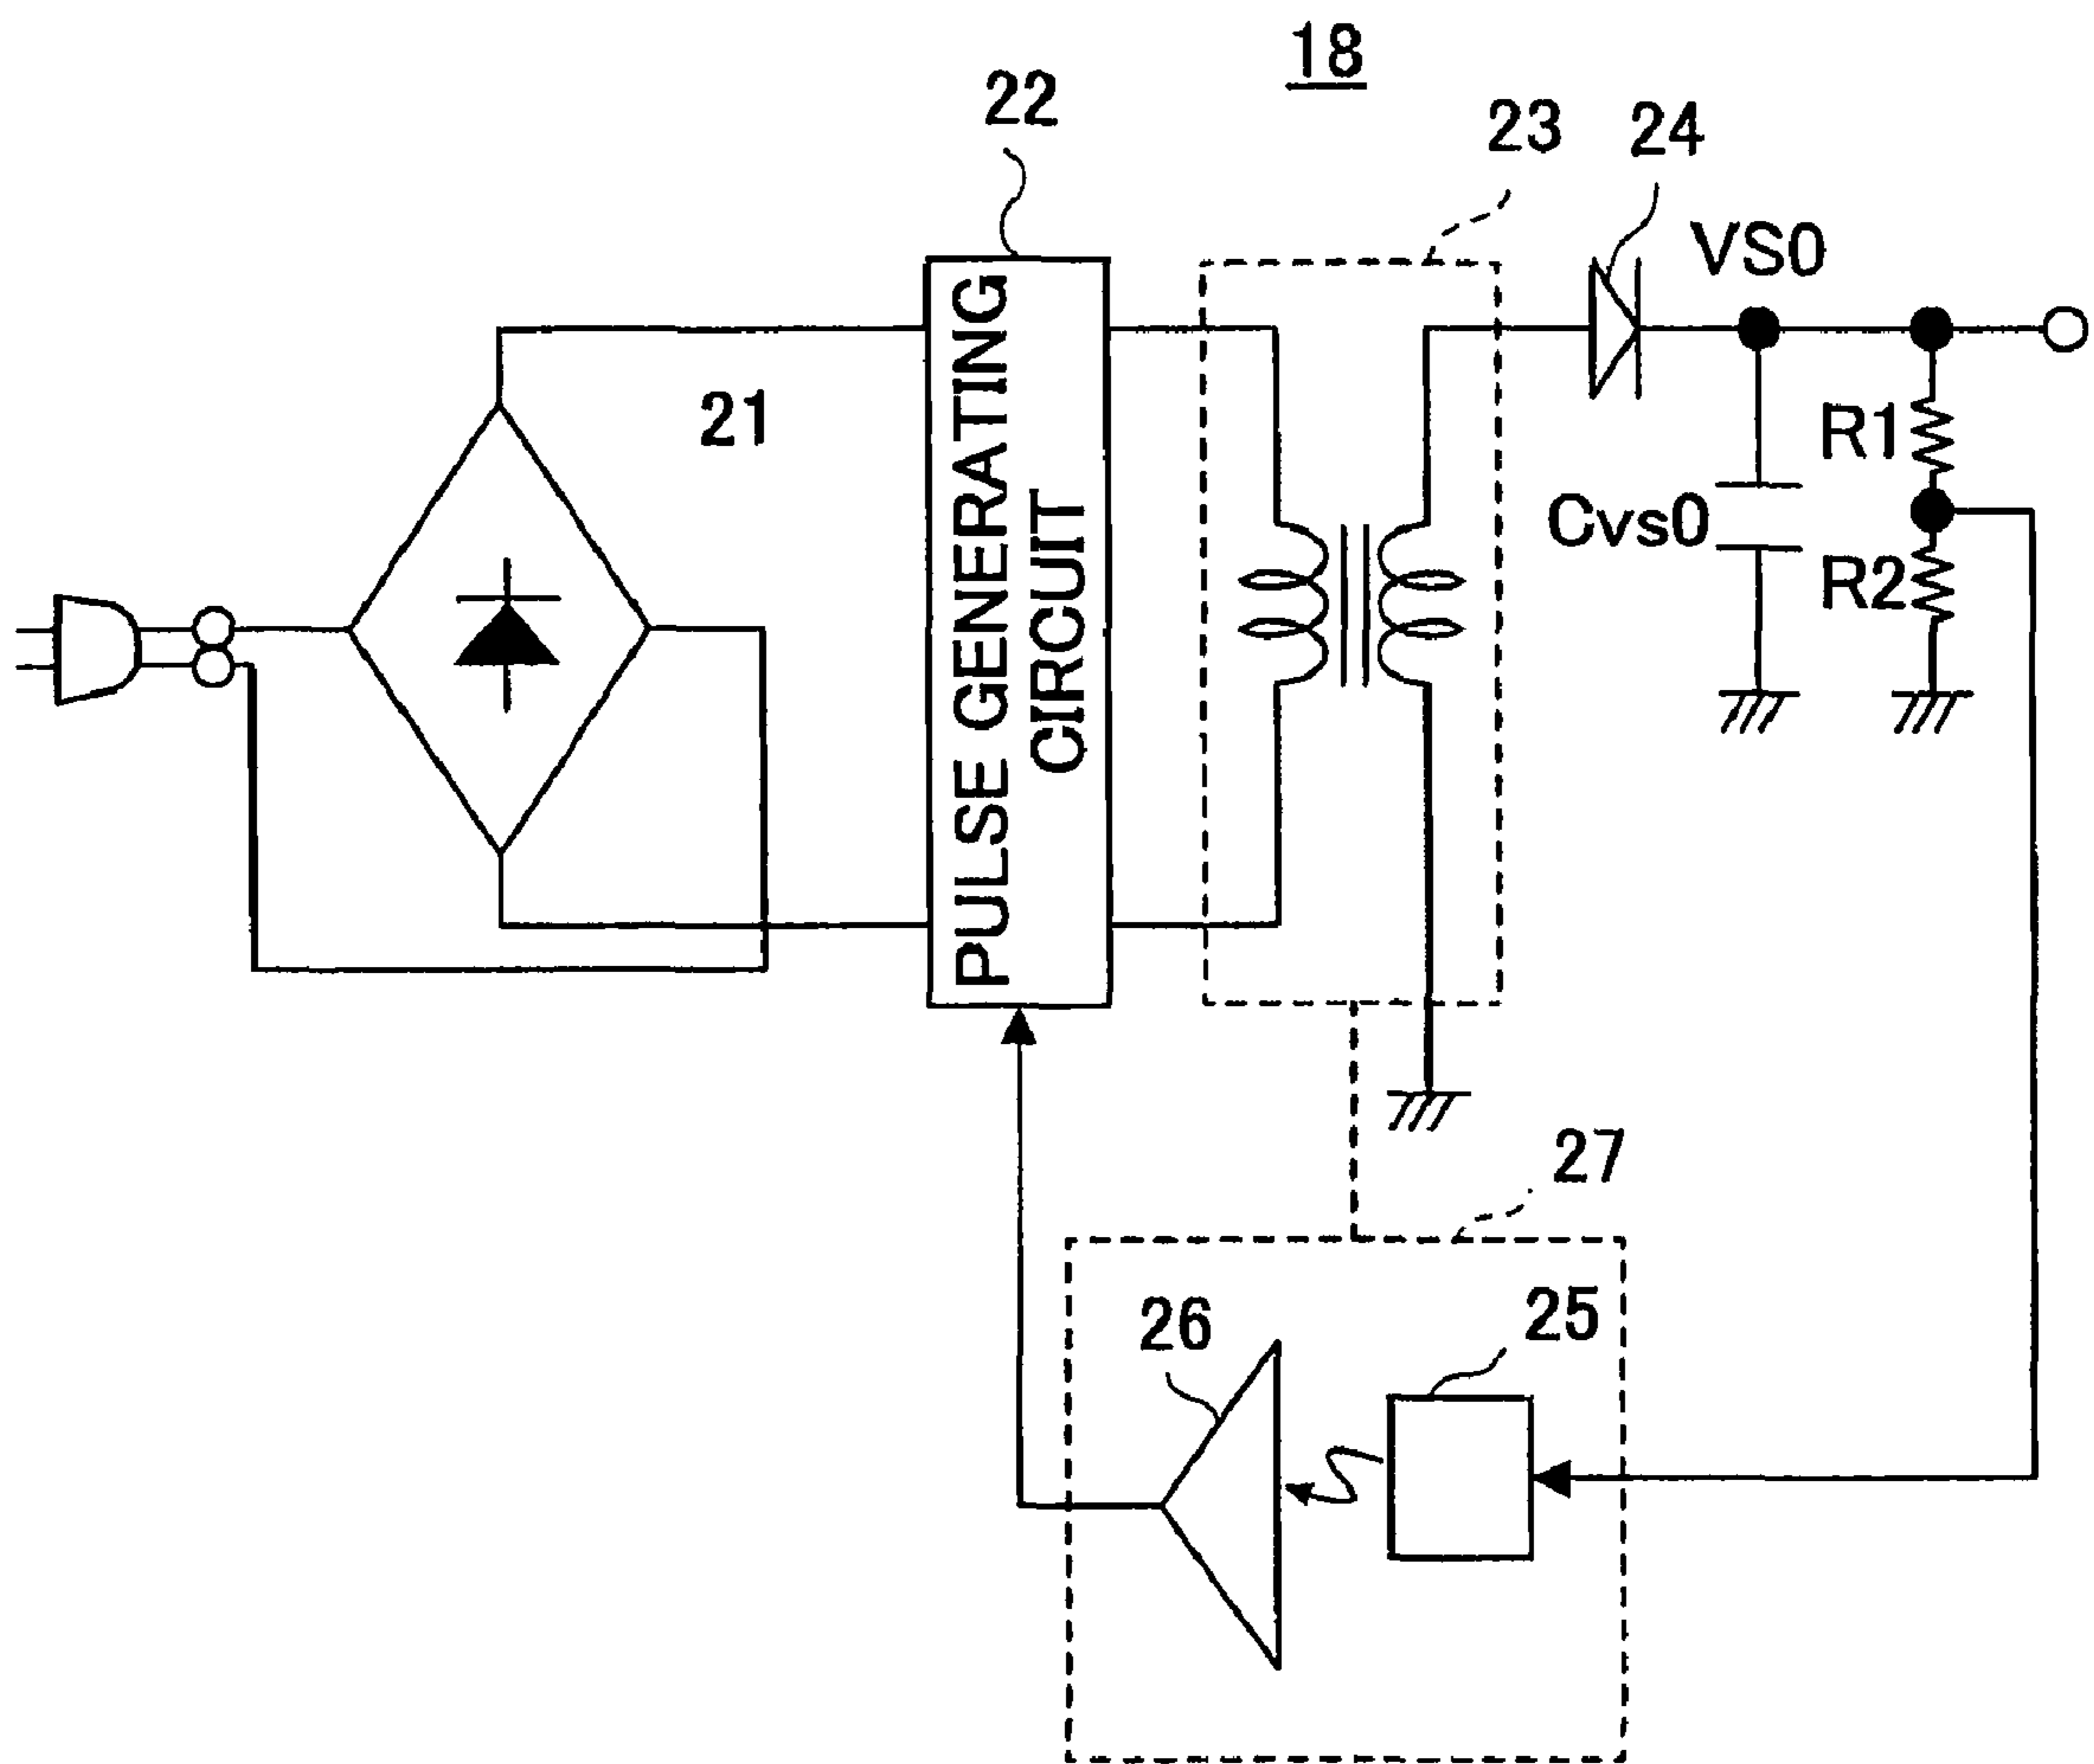 18
22
23
24
VS0
21
PULSE GENERATING
CIRCUIT
R1
Cvs0
R2
27
26
25